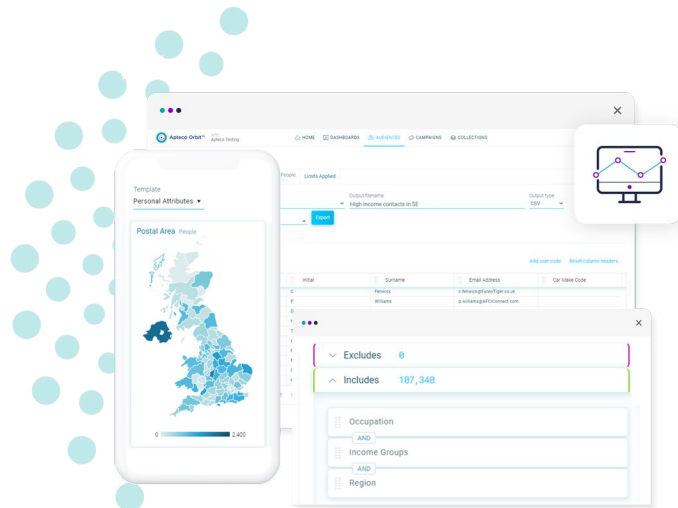 Apteco Orbit™
Apteco Testing
HOME
DASHBOARDS
AUDIENCES
CAMPAIGNS
COLLECTIONS
People
Limits Applied
Output filename
High income contacts in SE
Output type
CSV
Export
Add user code
Reset column headers
Initial
Surname
Email Address
Car Make Code
Fenwick
Williams
p.williams@AFCIConnect.com
Template
Personal Attributes
Postal Area People
0
2,400
Excludes 0
Includes 107,340
Occupation
AND
Income Groups
AND
Region